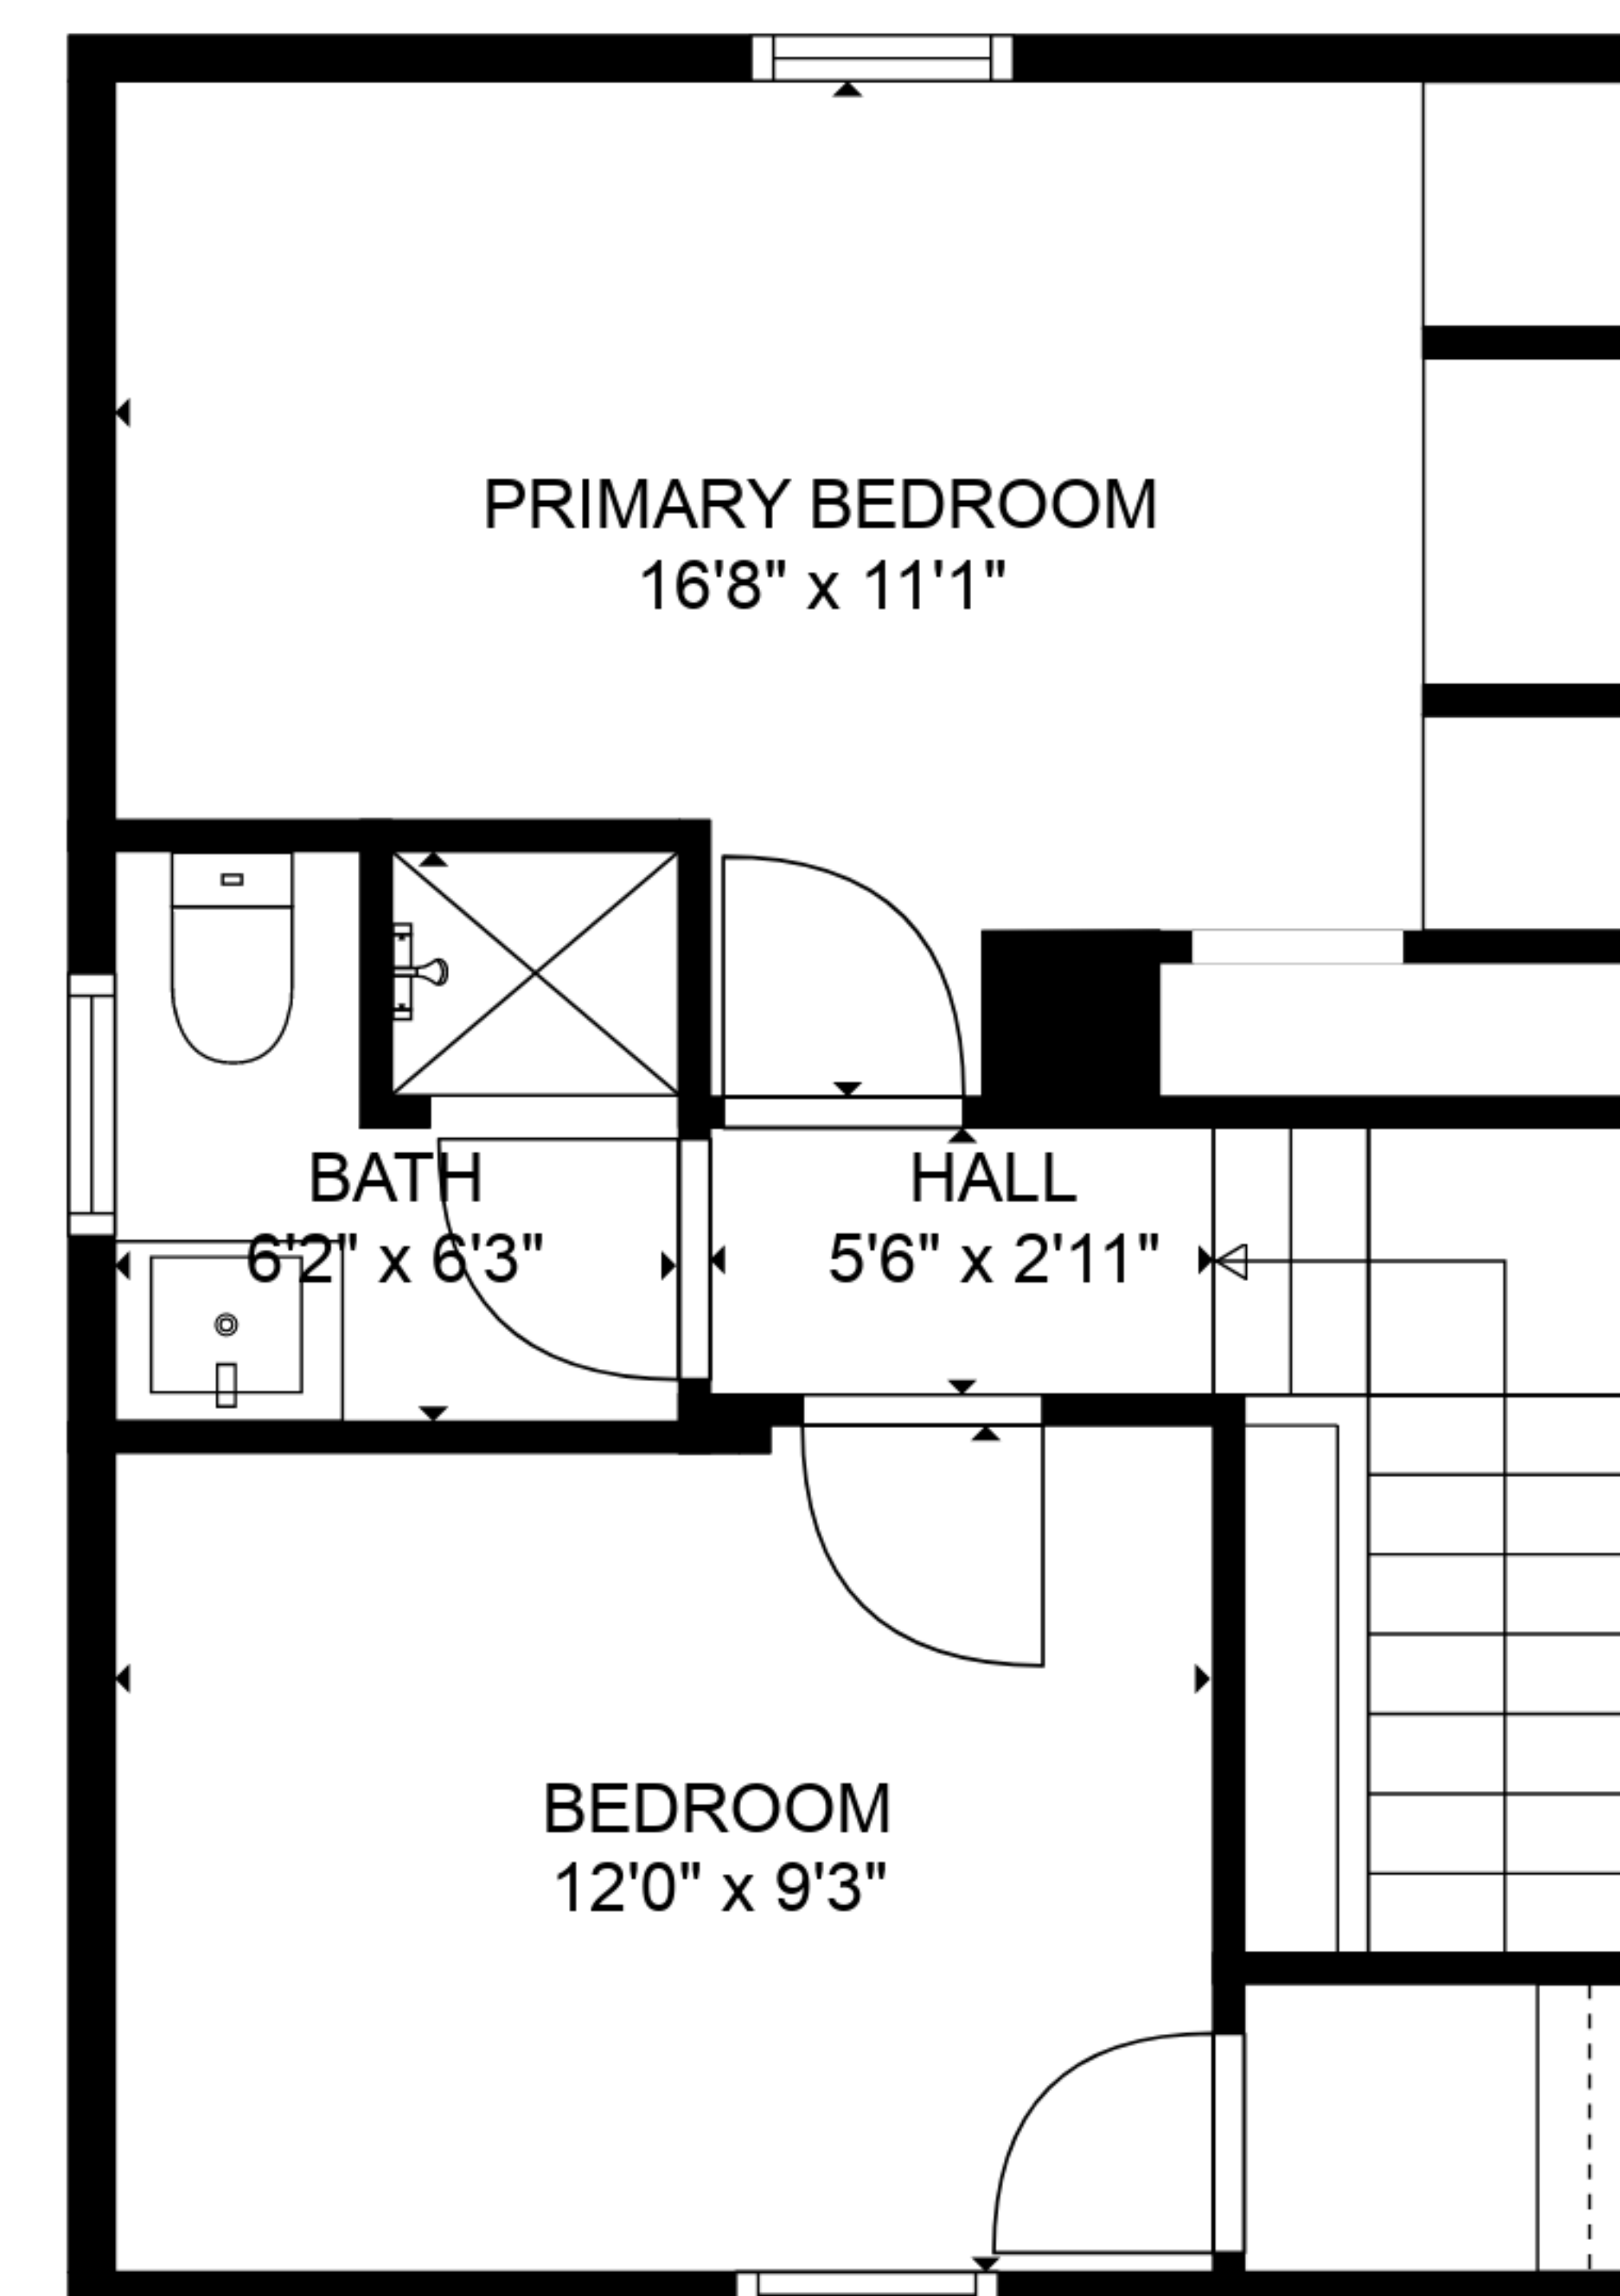 PRIMARY BEDROOM
16'8" x 11'1"
BATH
6'2" x 6'3"
HALL
5'6" x 2'11"
BEDROOM
12'0" x 9'3"